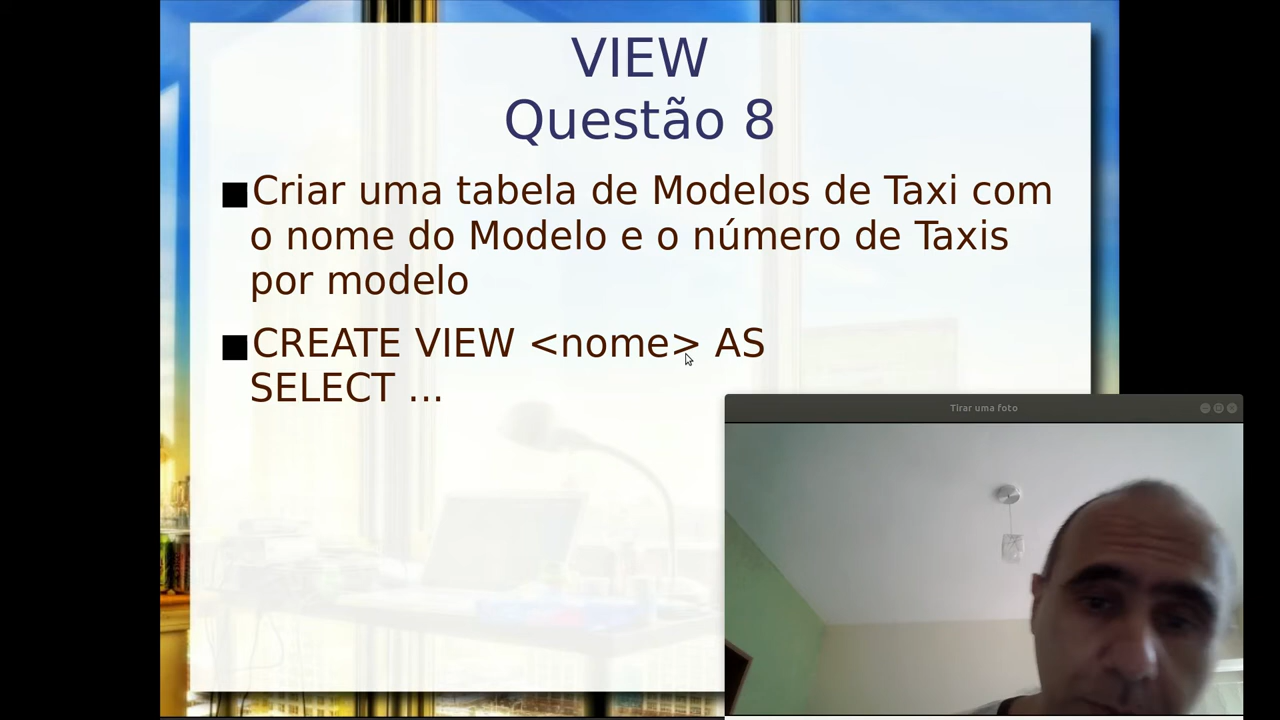 VIEW
Questão 8
■Criar uma tabela de Modelos de Taxi com
o nome do Modelo e o número de Taxis
por modelo
■CREATE VIEW <nome> AS
SELECT ...
Tirar uma foto